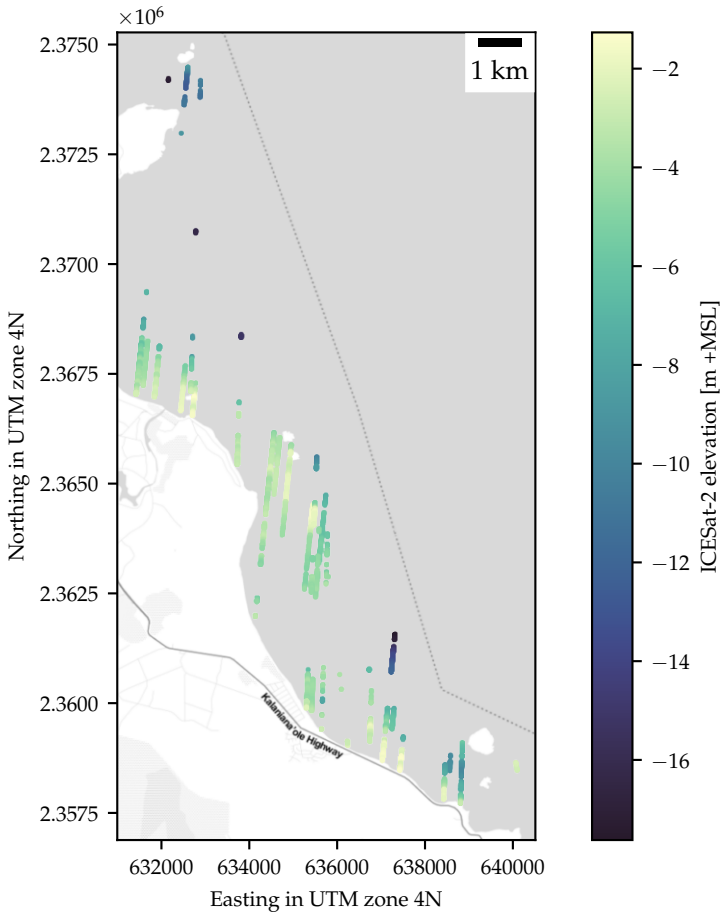 ×10⁶
2.3750
2.3725
2.3700
2.3675
2.3650
2.3625
2.3600
2.3575
Northing in UTM zone 4N
632000 634000 636000 638000 640000
Easting in UTM zone 4N
1 km
Kalaniana'ole Highway
−2
−4
−6
−8
−10
−12
−14
−16
ICESat-2 elevation [m +MSL]